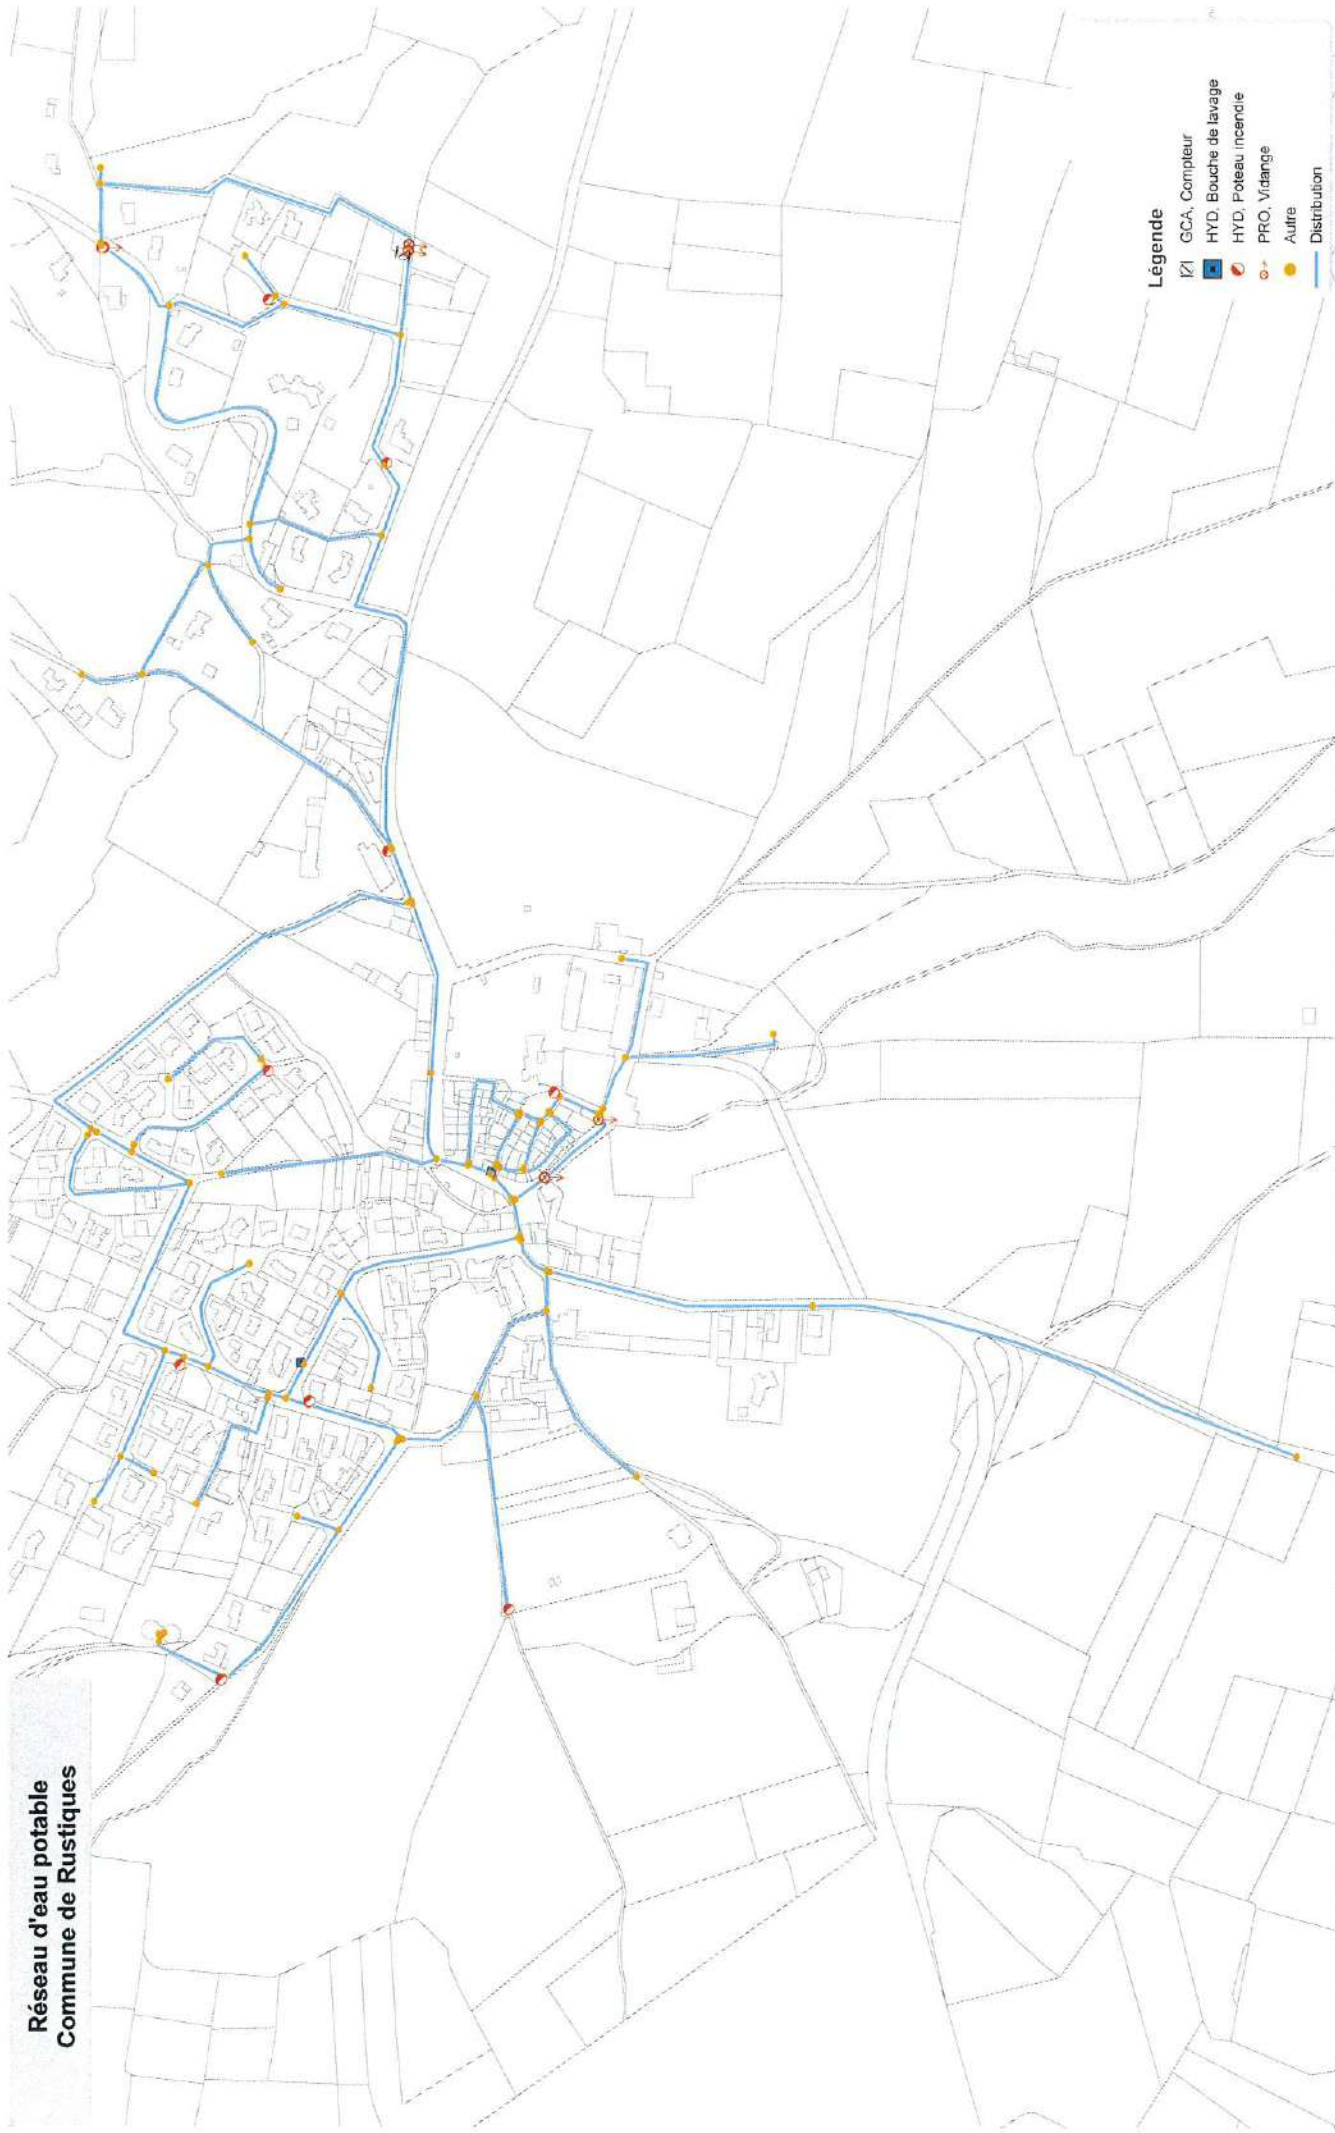 Réseau d'eau potable
Commune de Rustiques
Légende
GCA, Compteur
HYD, Bouche de lavage
HYD, Poteau incendie
PRO, Vidange
Autre
Distribution